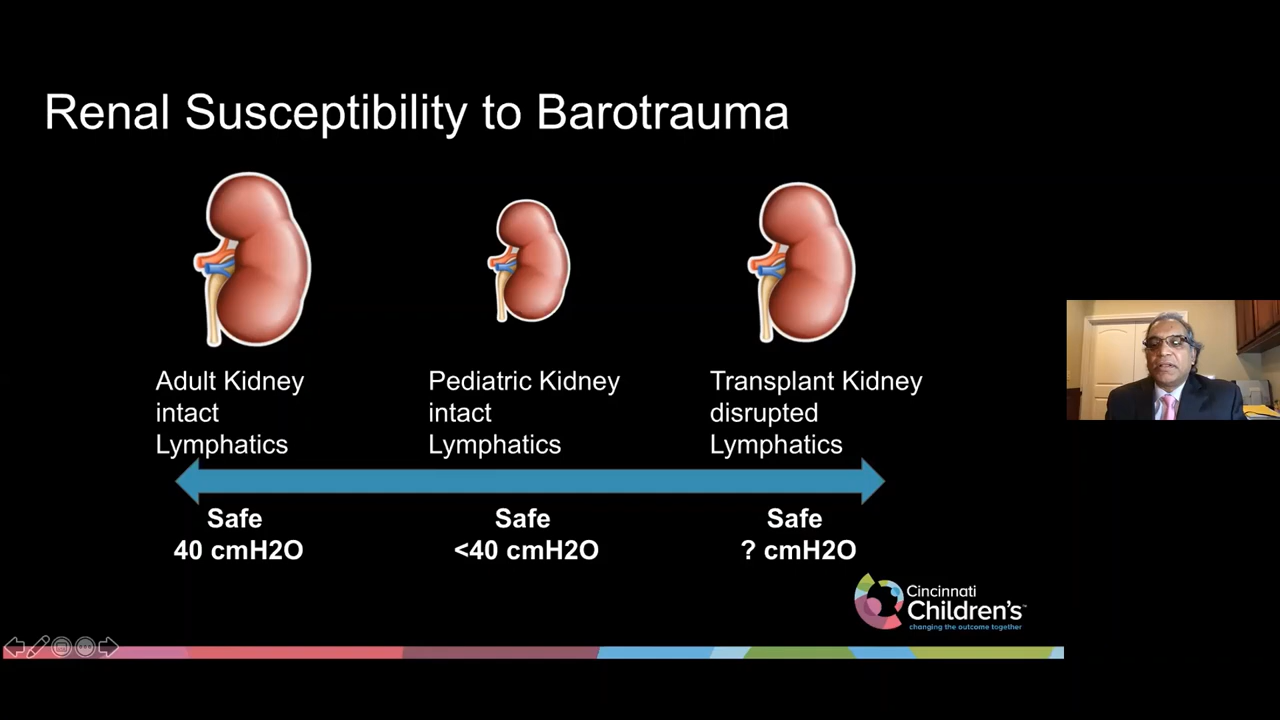 Renal Susceptibility to Barotrauma
Adult Kidney
intact
Lymphatics
Pediatric Kidney
intact
Lymphatics
Transplant Kidney
disrupted
Lymphatics
Safe
40 cmH2O
Safe
<40 cmH2O
Safe
? cmH2O
Cincinnati
Children's™
changing the outcome together